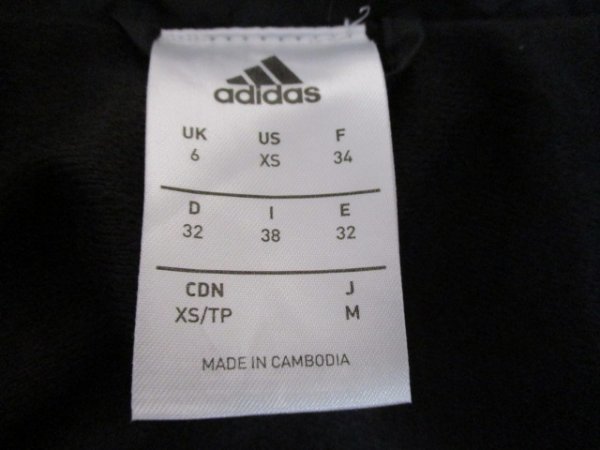 adidas
UK US F
6 XS 34
D I E
32 38 32
CDN J
XS/TP M
MADE IN CAMBODIA